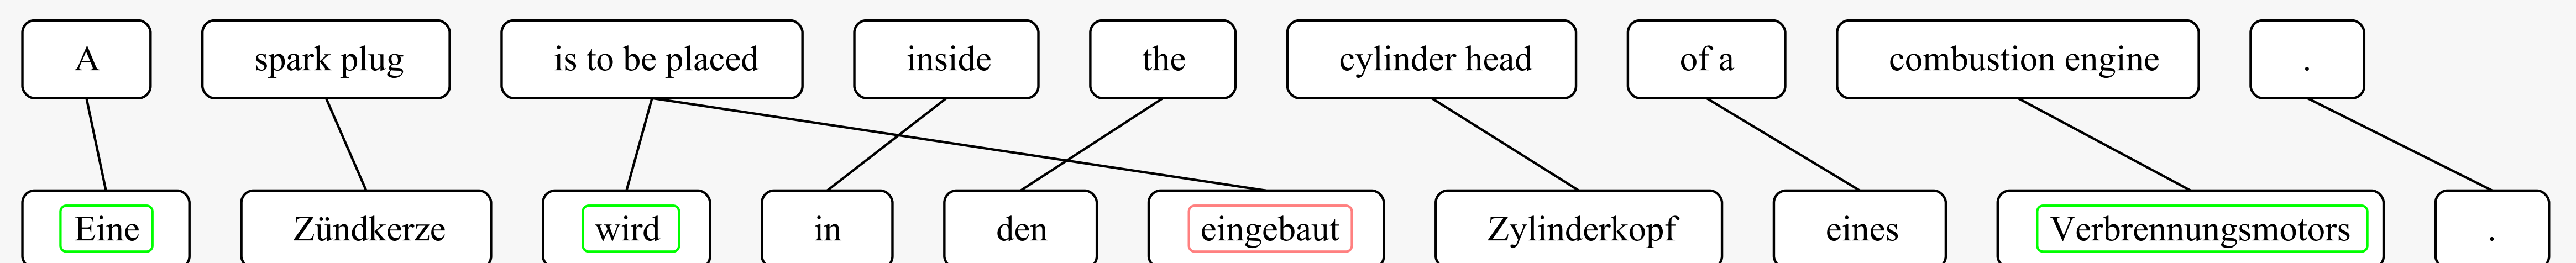 A spark plug is to be placed inside the cylinder head of a combustion engine .
Eine Zündkerze wird in den eingebaut Zylinderkopf eines Verbrennungsmotors .